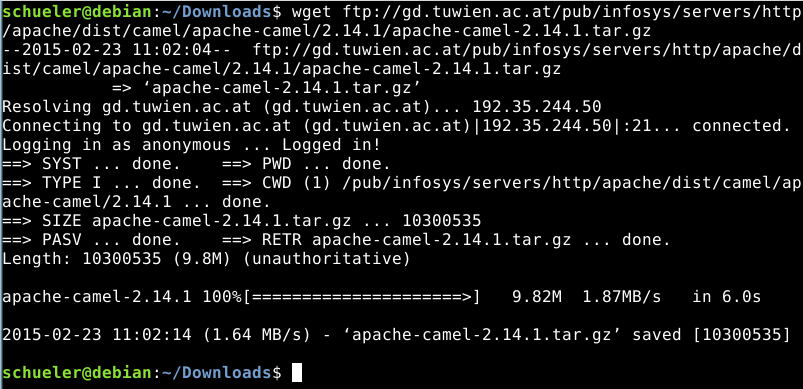 schueler@debian:~/Downloads$ wget ftp://gd.tuwien.ac.at/pub/infosys/servers/http
/apache/dist/camel/apache-camel/2.14.1/apache-camel-2.14.1.tar.gz
--2015-02-23 11:02:04--  ftp://gd.tuwien.ac.at/pub/infosys/servers/http/apache/d
ist/camel/apache-camel/2.14.1/apache-camel-2.14.1.tar.gz
           => ‘apache-camel-2.14.1.tar.gz’
Resolving gd.tuwien.ac.at (gd.tuwien.ac.at)... 192.35.244.50
Connecting to gd.tuwien.ac.at (gd.tuwien.ac.at)|192.35.244.50|:21... connected.
Logging in as anonymous ... Logged in!
==> SYST ... done.    ==> PWD ... done.
==> TYPE I ... done.  ==> CWD (1) /pub/infosys/servers/http/apache/dist/camel/ap
ache-camel/2.14.1 ... done.
==> SIZE apache-camel-2.14.1.tar.gz ... 10300535
==> PASV ... done.    ==> RETR apache-camel-2.14.1.tar.gz ... done.
Length: 10300535 (9.8M) (unauthoritative)
apache-camel-2.14.1 100%[=====================>]   9.82M  1.87MB/s   in 6.0s
2015-02-23 11:02:14 (1.64 MB/s) - ‘apache-camel-2.14.1.tar.gz’ saved [10300535]
schueler@debian:~/Downloads$